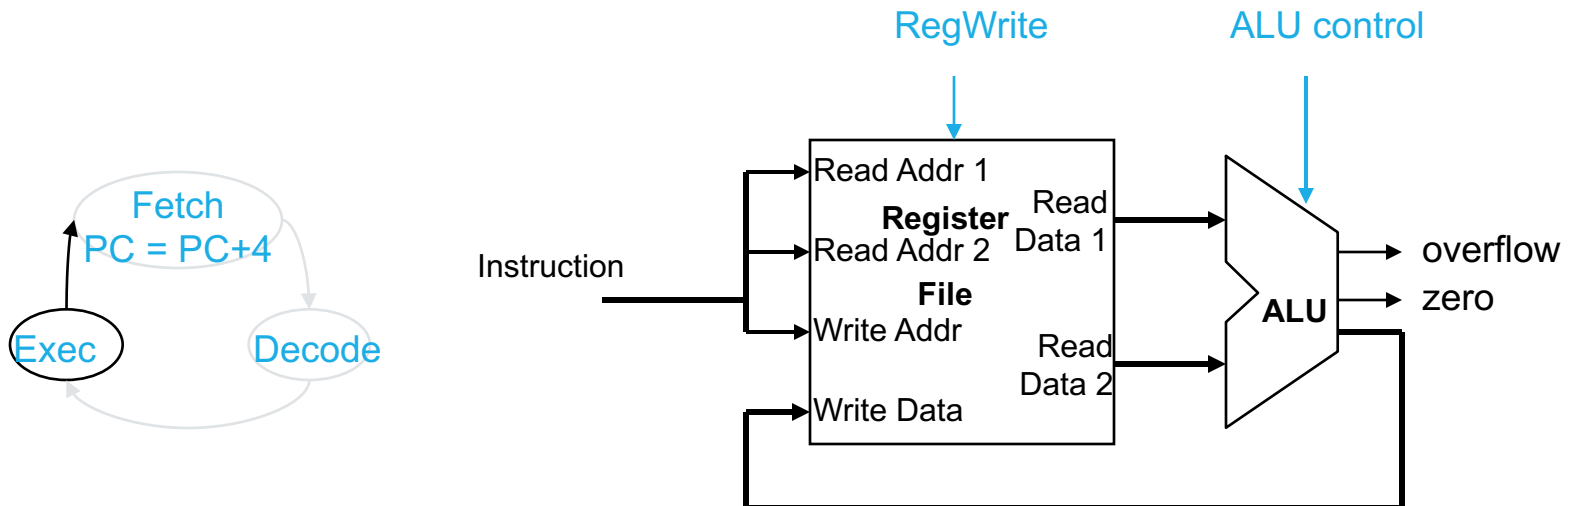 RegWrite
ALU control
Fetch
PC = PC+4
Exec
Decode
Instruction
Read Addr 1
Register
Read Addr 2
File
Write Addr
Write Data
Read
Data 1
Read
Data 2
ALU
overflow
zero